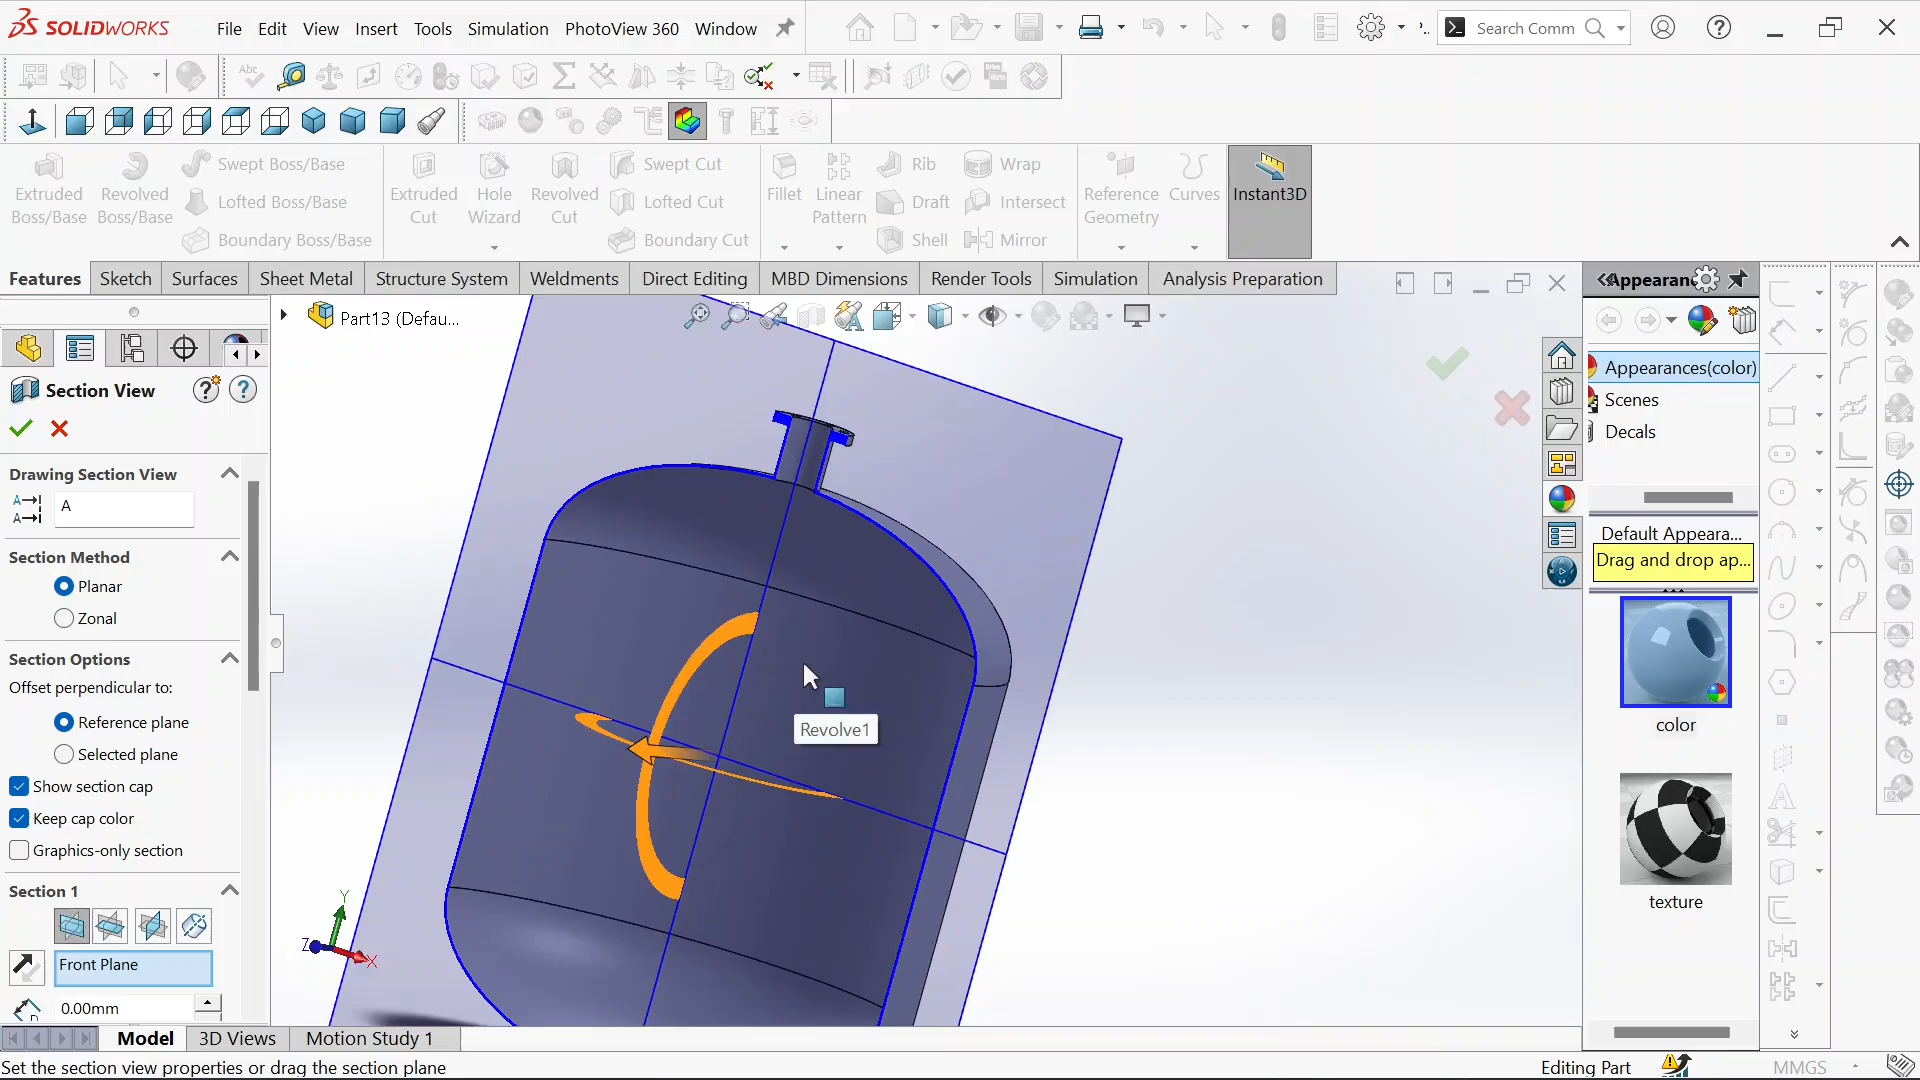 SOLIDWORKS File Edit View Insert Tools Simulation PhotoView 360 Window Search Comm
Extruded Boss/Base
Revolved Boss/Base
Swept Boss/Base
Lofted Boss/Base
Boundary Boss/Base
Extruded Cut
Hole Wizard
Revolved Cut
Swept Cut
Lofted Cut
Boundary Cut
Fillet
Linear Pattern
Rib
Draft
Shell
Wrap
Intersect
Mirror
Reference Geometry
Curves
Instant3D
Features Sketch Surfaces Sheet Metal Structure System Weldments Direct Editing MBD Dimensions Render Tools Simulation Analysis Preparation
Part13 (Defau...
Section View
Drawing Section View
A
Section Method
Planar
Zonal
Section Options
Offset perpendicular to:
Reference plane
Selected plane
Show section cap
Keep cap color
Graphics-only section
Section 1
Front Plane
0.00mm
Revolve1
Y
Z
X
Appearan
Appearances(color)
Scenes
Decals
Default Appeara...
Drag and drop ap...
color
texture
Model 3D Views Motion Study 1
Set the section view properties or drag the section plane
Editing Part
MMGS